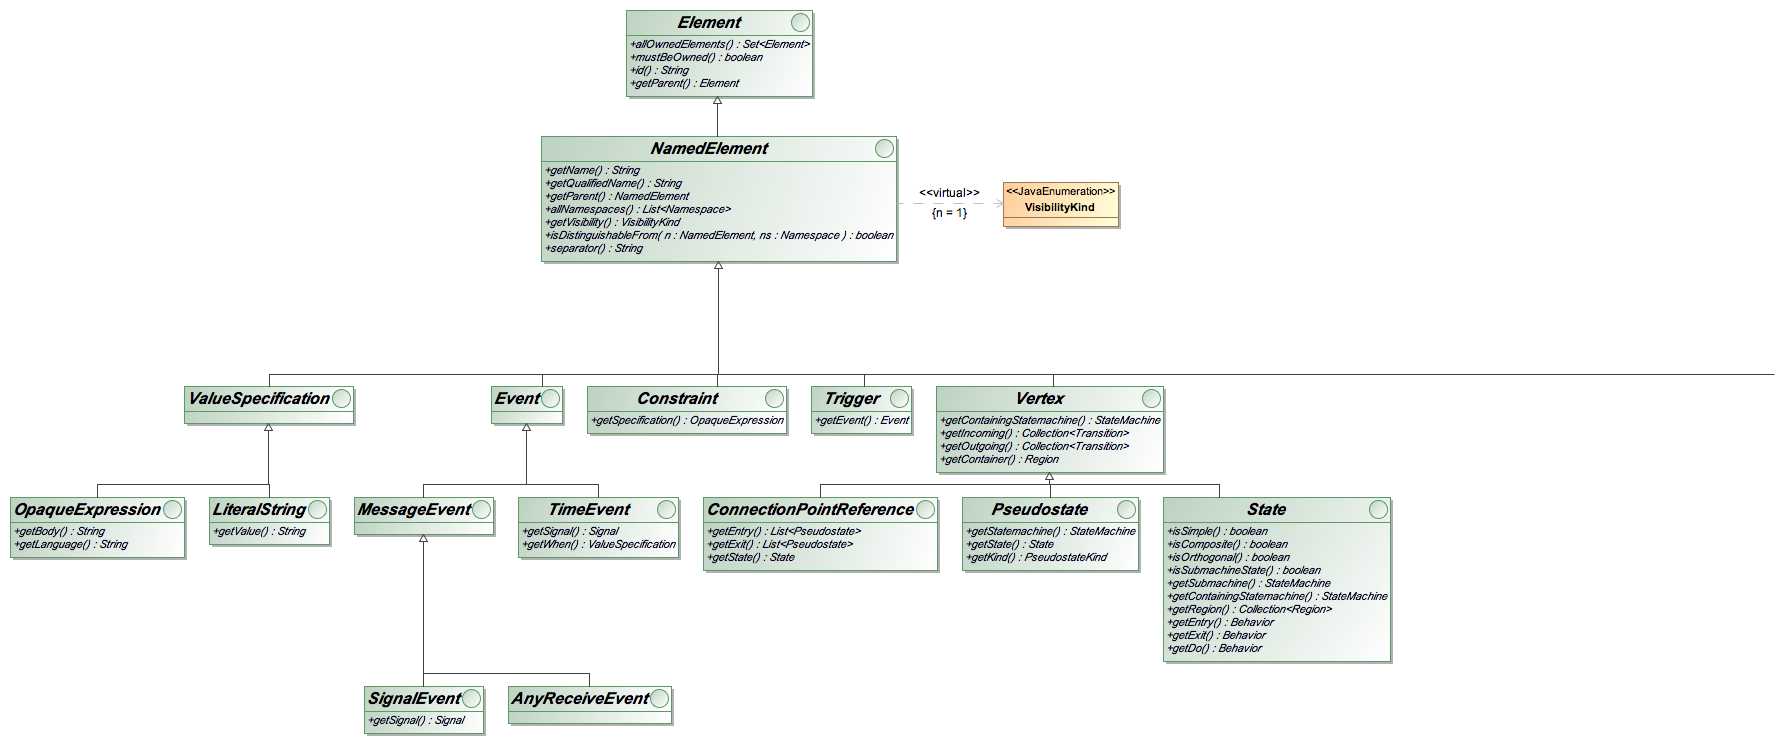 Element
+allOwnedElements() : Set<Element>
+mustBeOwned() : boolean
+id() : String
+getParent() : Element
NamedElement
+getName() : String
+getQualifiedName() : String
+getParent() : NamedElement
+allNamespaces() : List<Namespace>
+getVisibility() : VisibilityKind
+isDistinguishableFrom( n : NamedElement, ns : Namespace ) : boolean
+separator() : String
<<virtual>>
{n = 1}
<<JavaEnumeration>>
VisibilityKind
ValueSpecification
Event
Constraint
+getSpecification() : OpaqueExpression
Trigger
+getEvent() : Event
Vertex
+getContainingStatemachine() : StateMachine
+getIncoming() : Collection<Transition>
+getOutgoing() : Collection<Transition>
+getContainer() : Region
OpaqueExpression
+getBody() : String
+getLanguage() : String
LiteralString
+getValue() : String
MessageEvent
TimeEvent
+getSignal() : Signal
+getWhen() : ValueSpecification
ConnectionPointReference
+getEntry() : List<Pseudostate>
+getExit() : List<Pseudostate>
+getState() : State
Pseudostate
+getStatemachine() : StateMachine
+getState() : State
+getKind() : PseudostateKind
State
+isSimple() : boolean
+isComposite() : boolean
+isOrthogonal() : boolean
+isSubmachineState() : boolean
+getSubmachine() : StateMachine
+getContainingStatemachine() : StateMachine
+getRegion() : Collection<Region>
+getEntry() : Behavior
+getExit() : Behavior
+getDo() : Behavior
SignalEvent
+getSignal() : Signal
AnyReceiveEvent